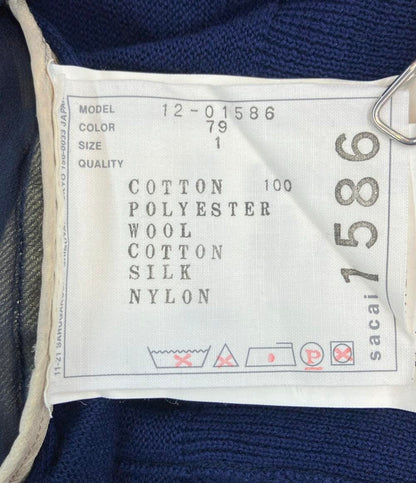 MODEL 12-01586
COLOR 79
SIZE 1
QUALITY
COTTON 100
POLYESTER
WOOL
COTTON
SILK
NYLON
P
sacai 1586